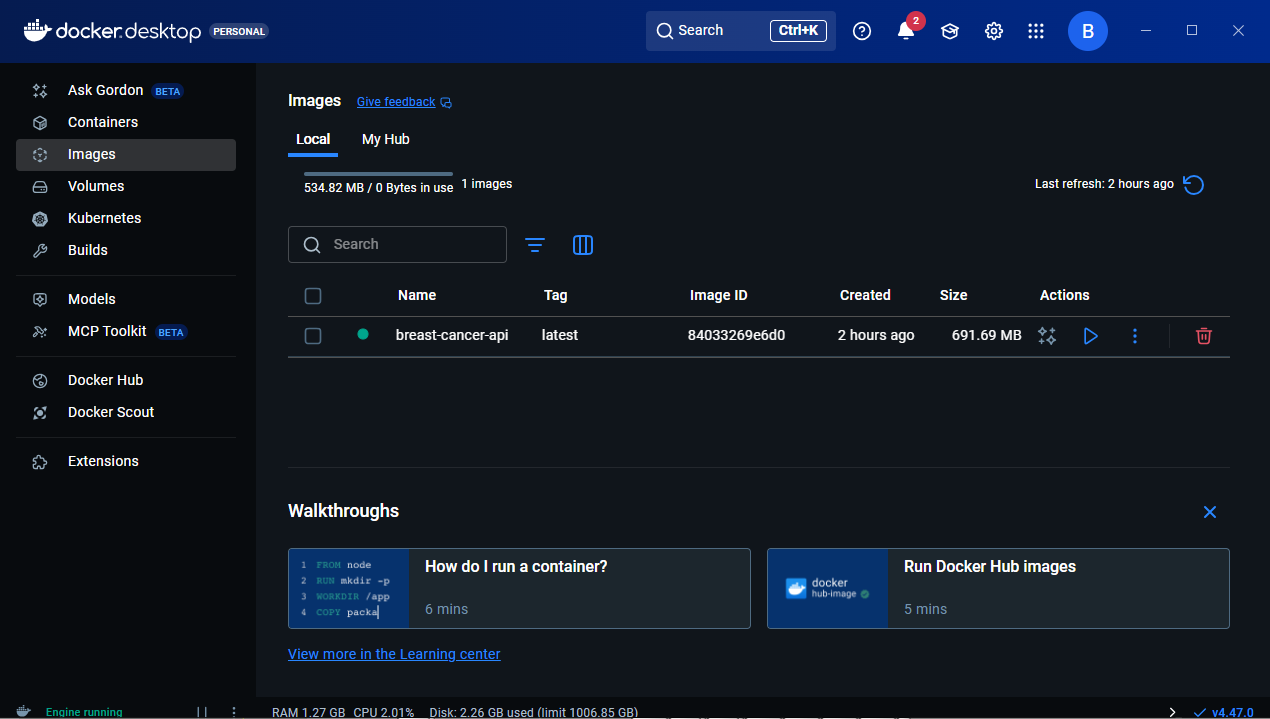 docker.desktop PERSONAL
Search Ctrl+K
2
B
Ask Gordon BETA
Containers
Images
Volumes
Kubernetes
Builds
Models
MCP Toolkit BETA
Docker Hub
Docker Scout
Extensions
Images Give feedback
Local My Hub
534.82 MB / 0 Bytes in use 1 images
Last refresh: 2 hours ago
Search
Name Tag Image ID Created Size Actions
breast-cancer-api latest 84033269e6d0 2 hours ago 691.69 MB
Walkthroughs
1 FROM node
2 RUN mkdir -p
3 WORKDIR /app
4 COPY packa
How do I run a container?
6 mins
docker
hub-image
Run Docker Hub images
5 mins
View more in the Learning center
Engine running RAM 1.27 GB CPU 2.01% Disk: 2.26 GB used (limit 1006.85 GB) v4.47.0